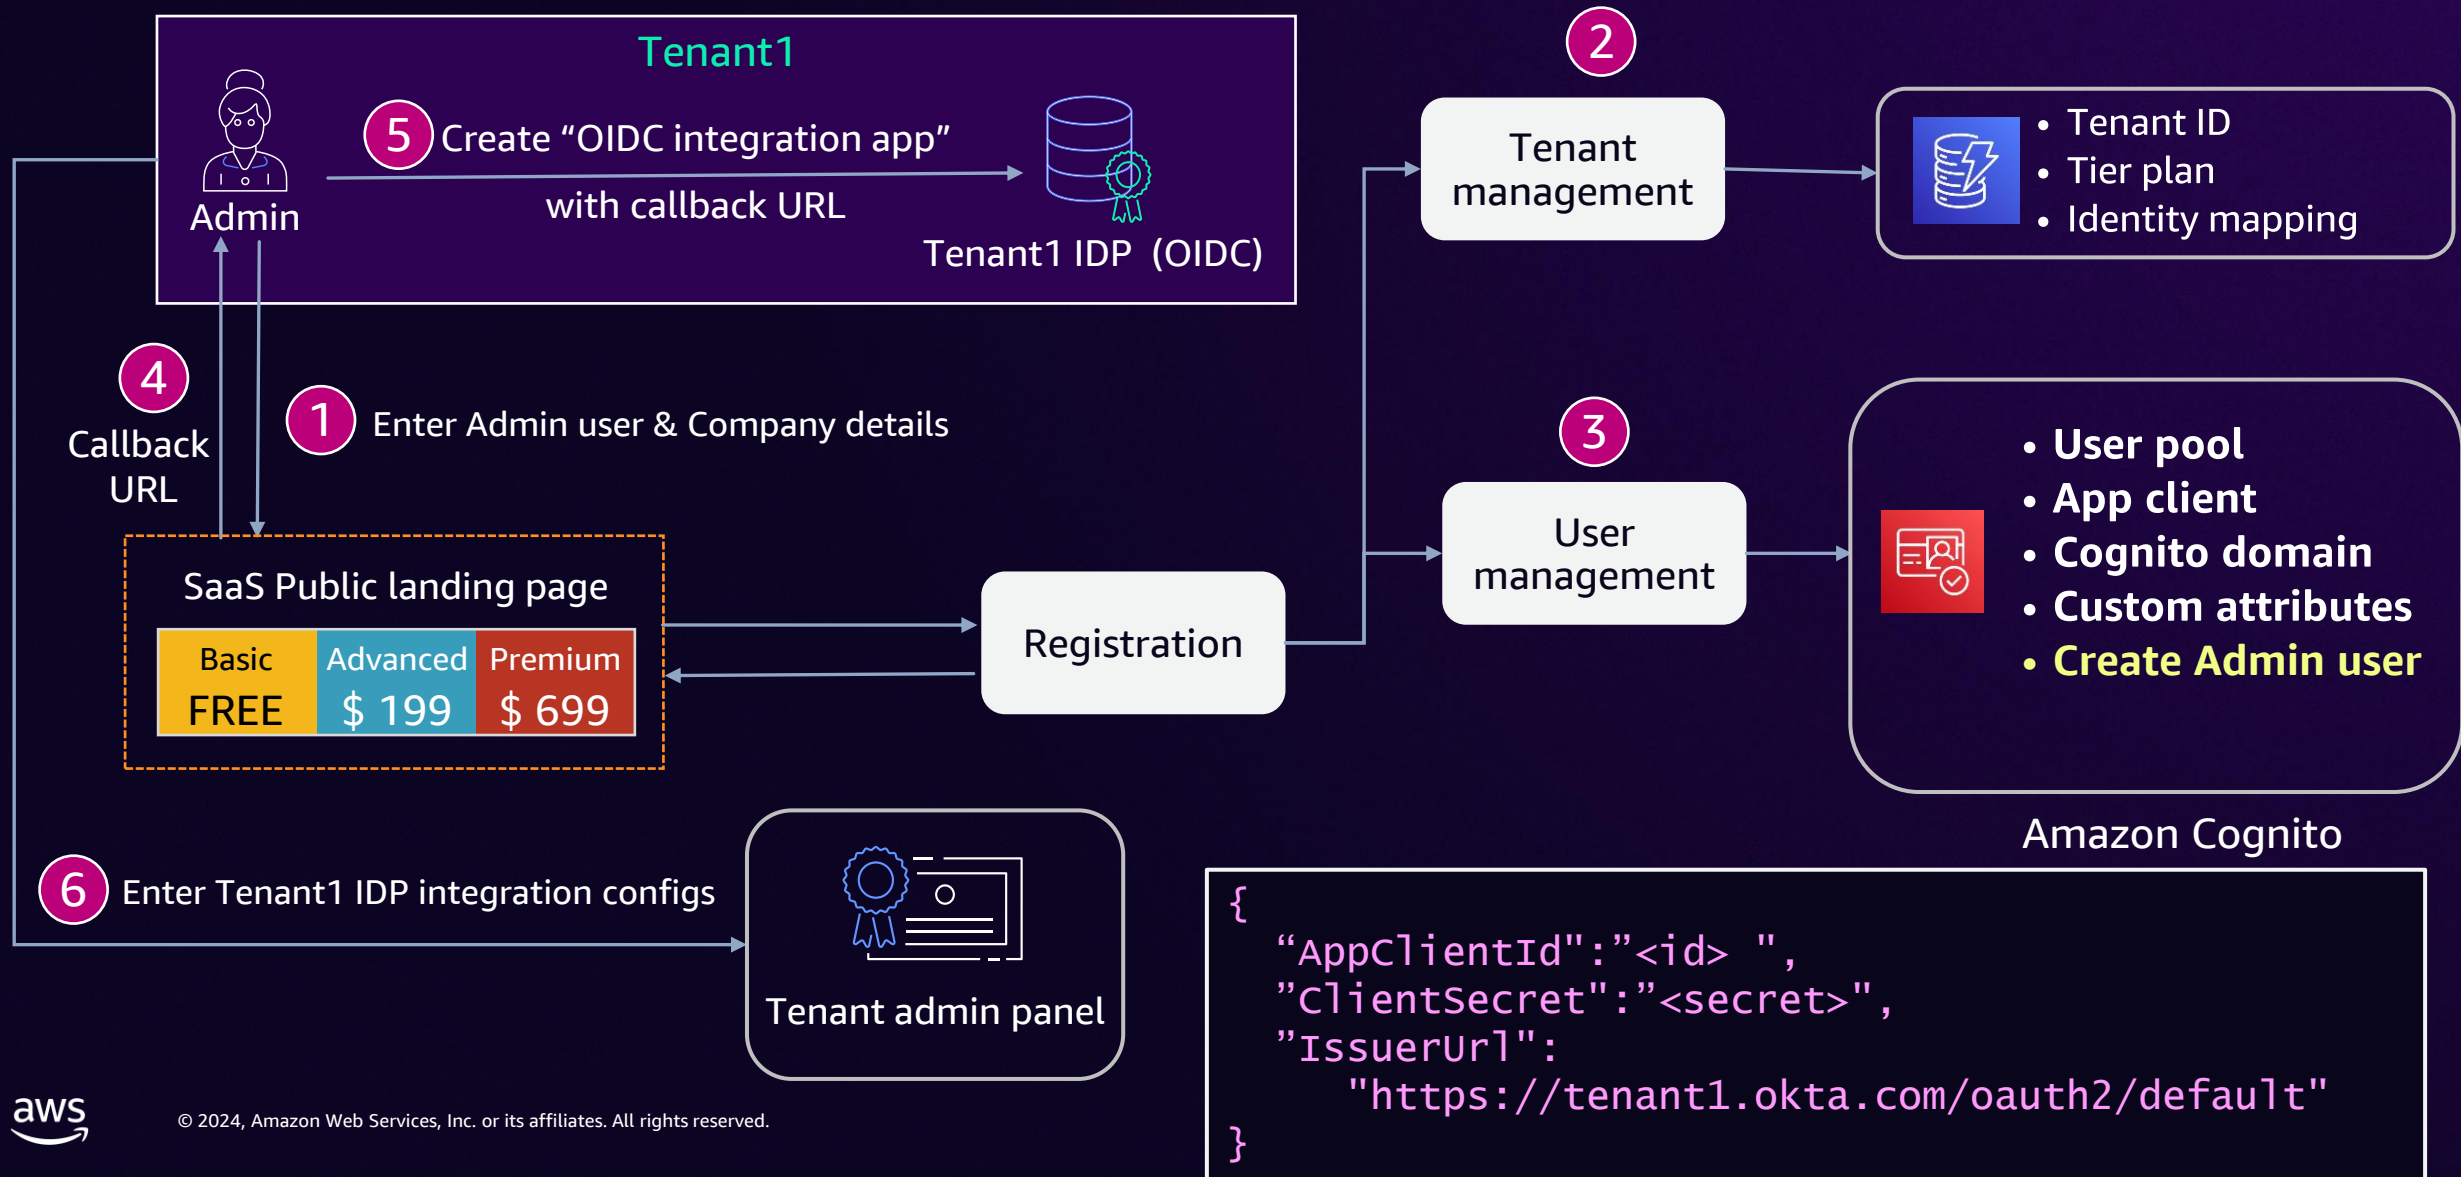 Tenant1
5
Create “OIDC integration app”
with callback URL
Admin
Tenant1 IDP (OIDC)
2
Tenant
management
• Tenant ID
• Tier plan
• Identity mapping
4
Callback
URL
1
Enter Admin user & Company details
3
User
management
• User pool
• App client
• Cognito domain
• Custom attributes
• Create Admin user
Amazon Cognito
SaaS Public landing page
Basic
FREE
Advanced
$ 199
Premium
$ 699
Registration
6
Enter Tenant1 IDP integration configs
Tenant admin panel
{
“AppClientId":”<id> ",
”ClientSecret":”<secret>",
”IssuerUrl":
"https://tenant1.okta.com/oauth2/default"
}
aws
© 2024, Amazon Web Services, Inc. or its affiliates. All rights reserved.